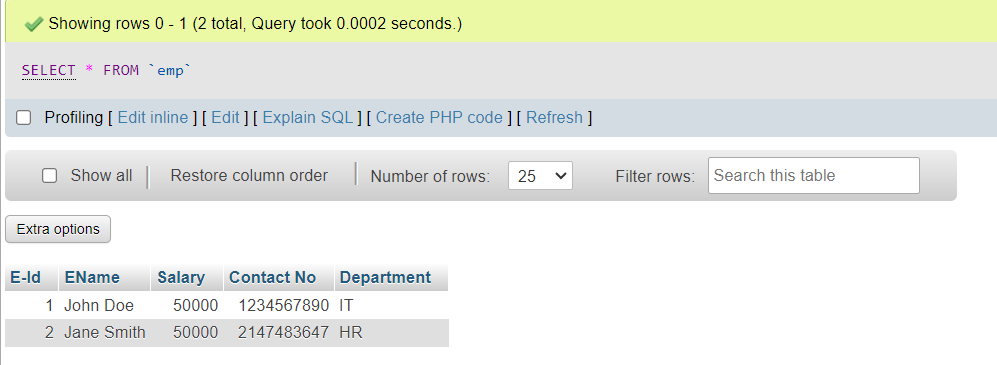 Showing rows 0 - 1 (2 total, Query took 0.0002 seconds.)
SELECT * FROM `emp`
Profiling [ Edit inline ] [ Edit ] [ Explain SQL ] [ Create PHP code ] [ Refresh ]
Show all Restore column order Number of rows: 25 Filter rows: Search this table
Extra options
E-Id EName Salary Contact No Department
1 John Doe 50000 1234567890 IT
2 Jane Smith 50000 2147483647 HR